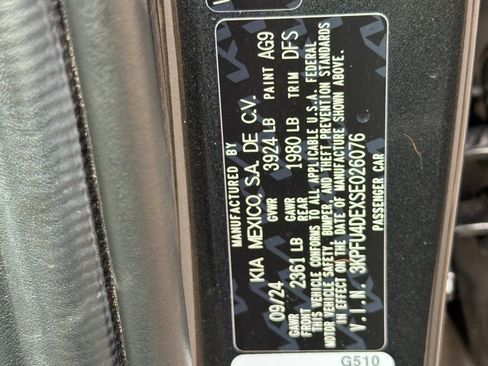 MANUFACTURED BY
KIA MEXICO, S.A. DE C.V.
09/24 GVWR 3924 LB PAINT AG9
GAWR FRONT 2361 LB GAWR REAR 1980 LB TRIM DFS
THIS VEHICLE CONFORMS TO ALL APPLICABLE U.S.A. FEDERAL
MOTOR VEHICLE SAFETY, BUMPER, AND THEFT PREVENTION STANDARDS
IN EFFECT ON THE DATE OF MANUFACTURE SHOWN ABOVE.
V.I.N. 3KPFU4DEXSE026076
PASSENGER CAR
G510